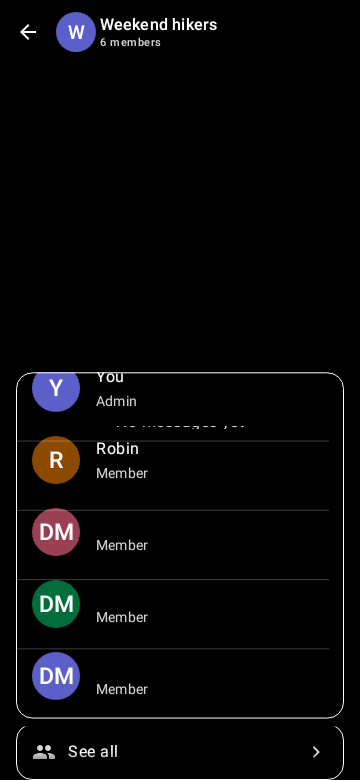 W
Weekend hikers
6 members
Y
You
Admin
R
Robin
Member
DM
Member
DM
Member
DM
Member
See all